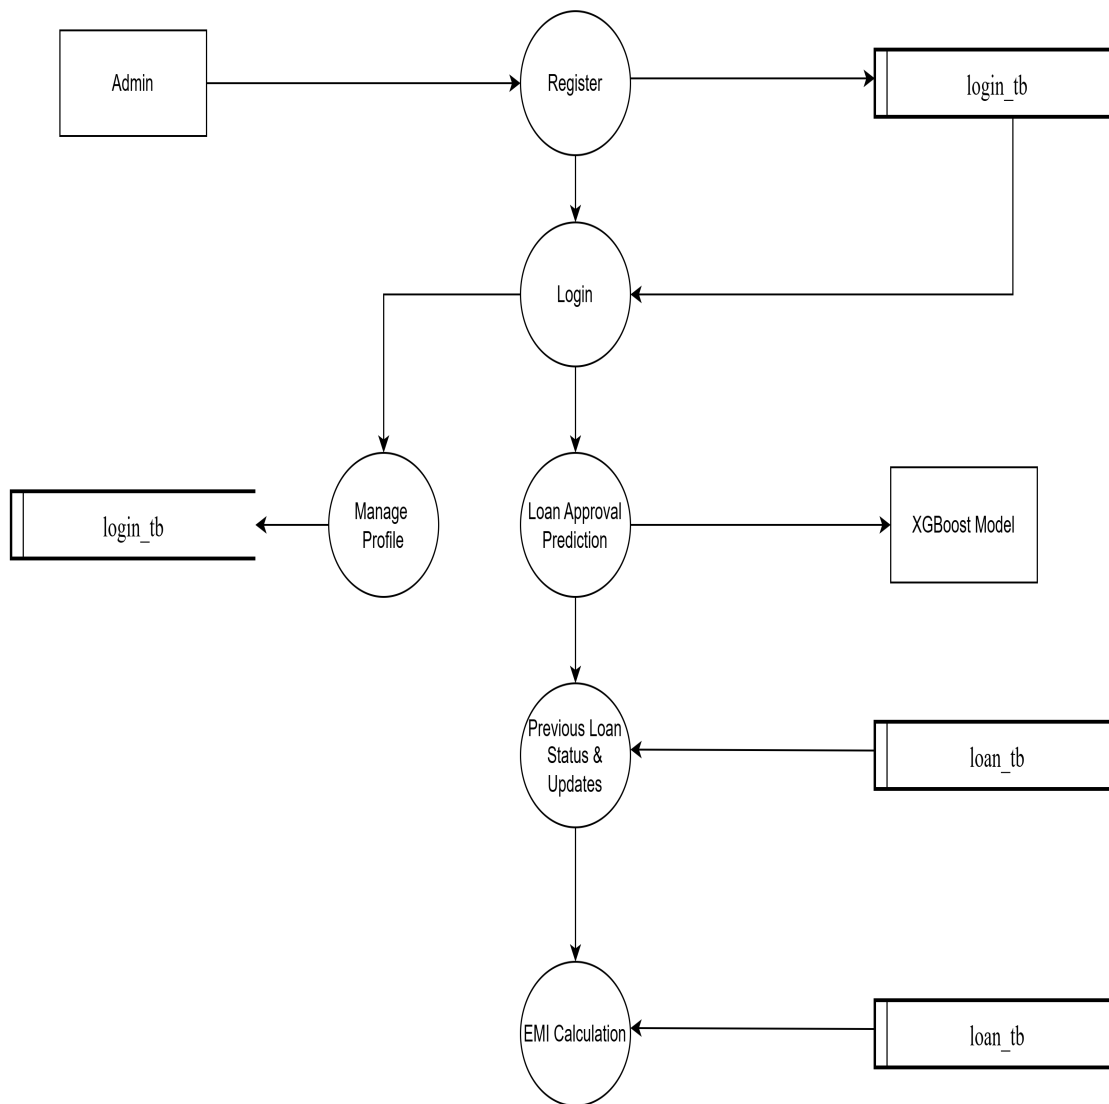 Admin
Register
login_tb
Login
login_tb
Manage
Profile
Loan Approval
Prediction
XGBoost Model
Previous Loan
Status &
Updates
loan_tb
EMI Calculation
loan_tb